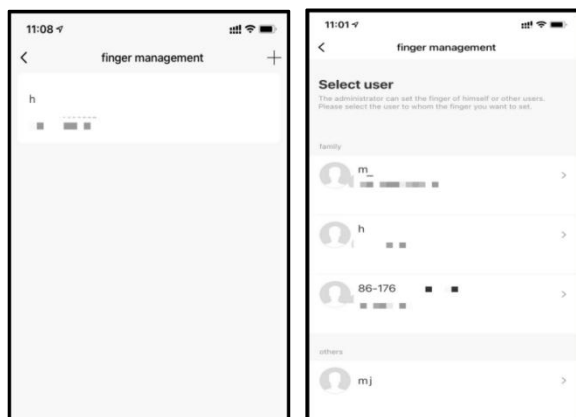 11:08
finger management
h
11:01
finger management
Select user
The administrator can set the finger of himself or other users.
Please select the user to whom the finger you want to set.
family
m_
h
86-176
others
mj